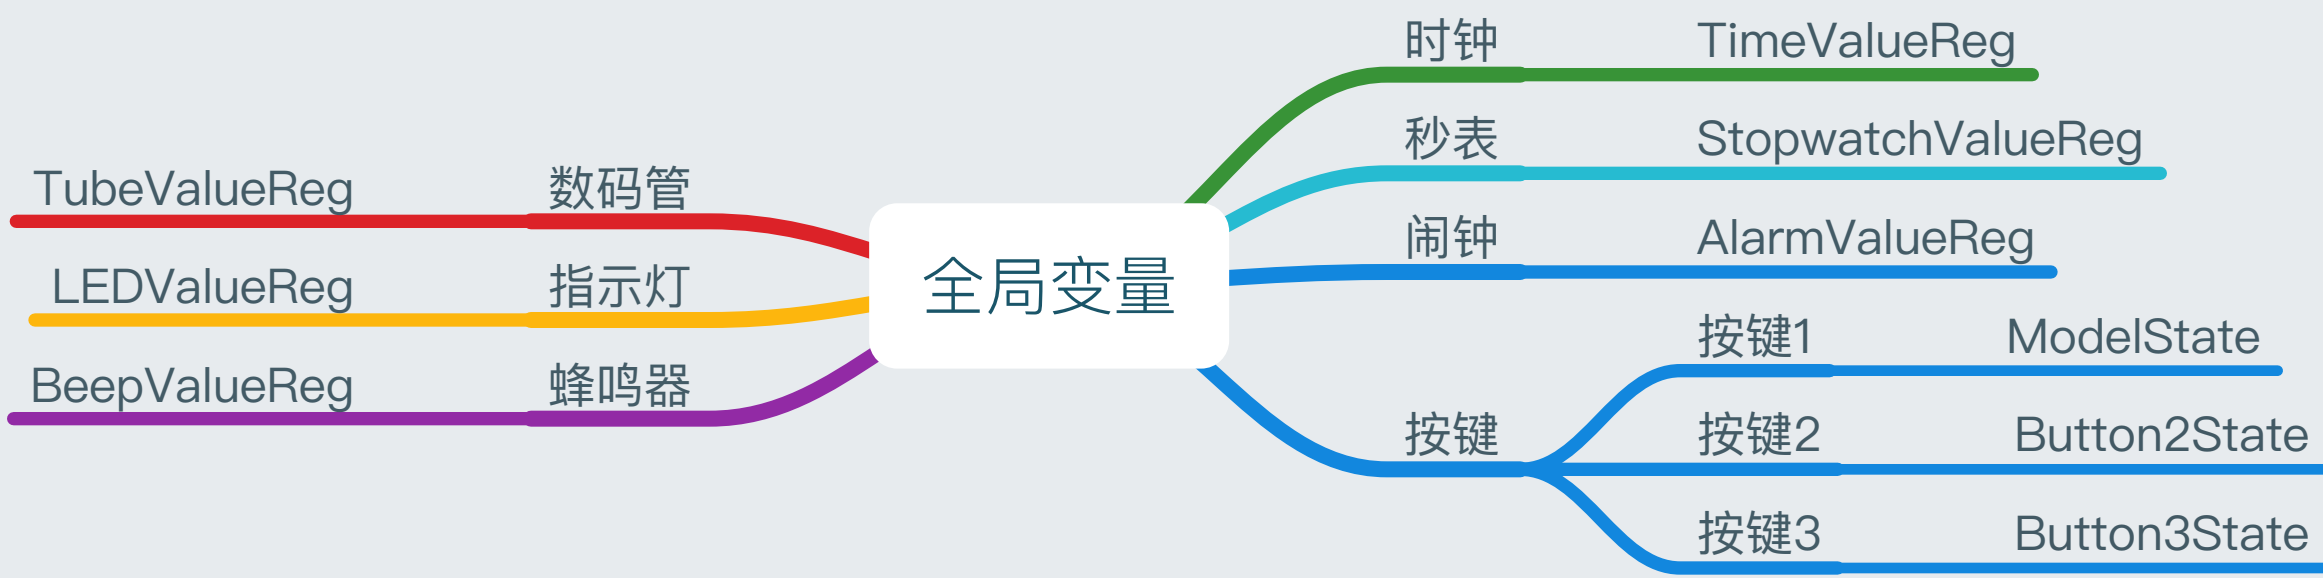 全局变量
时钟 TimeValueReg
秒表 StopwatchValueReg
闹钟 AlarmValueReg
按键
按键1 ModelState
按键2 Button2State
按键3 Button3State
数码管 TubeValueReg
指示灯 LEDValueReg
蜂鸣器 BeepValueReg